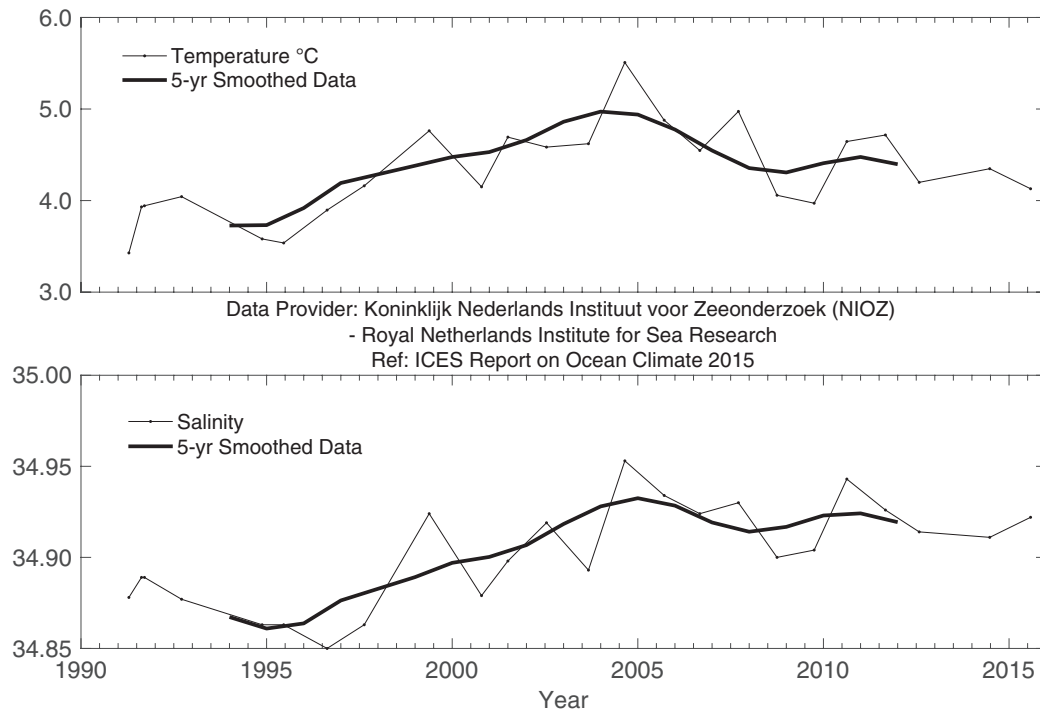 6.0
5.0
4.0
3.0
Temperature °C
5-yr Smoothed Data
Data Provider: Koninklijk Nederlands Instituut voor Zeeonderzoek (NIOZ)
- Royal Netherlands Institute for Sea Research
Ref: ICES Report on Ocean Climate 2015
35.00
34.95
34.90
34.85
Salinity
5-yr Smoothed Data
1990 1995 2000 2005 2010 2015
Year